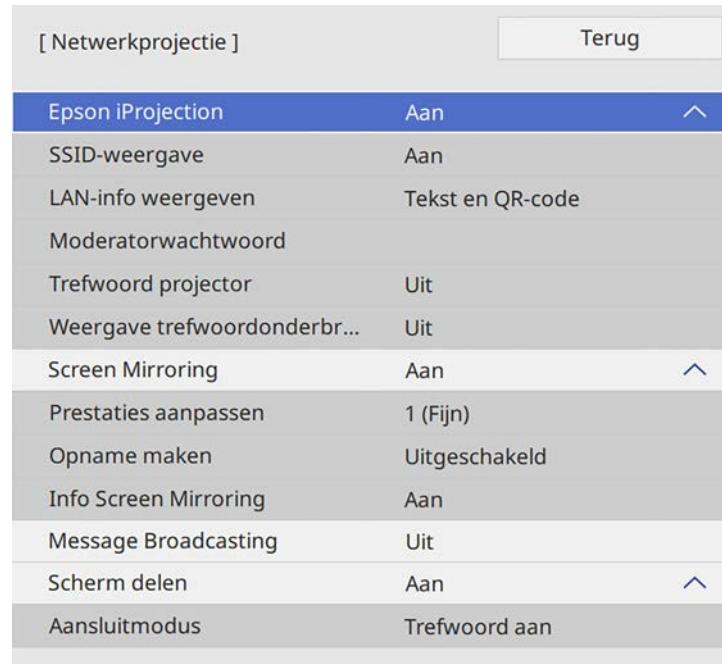 [ Netwerkprojectie ] Terug
Epson iProjection Aan
SSID-weergave Aan
LAN-info weergeven Tekst en QR-code
Moderatorwachtwoord
Trefwoord projector Uit
Weergave trefwoordonderbr... Uit
Screen Mirroring Aan
Prestaties aanpassen 1 (Fijn)
Opname maken Uitgeschakeld
Info Screen Mirroring Aan
Message Broadcasting Uit
Scherm delen Aan
Aansluitmodus Trefwoord aan